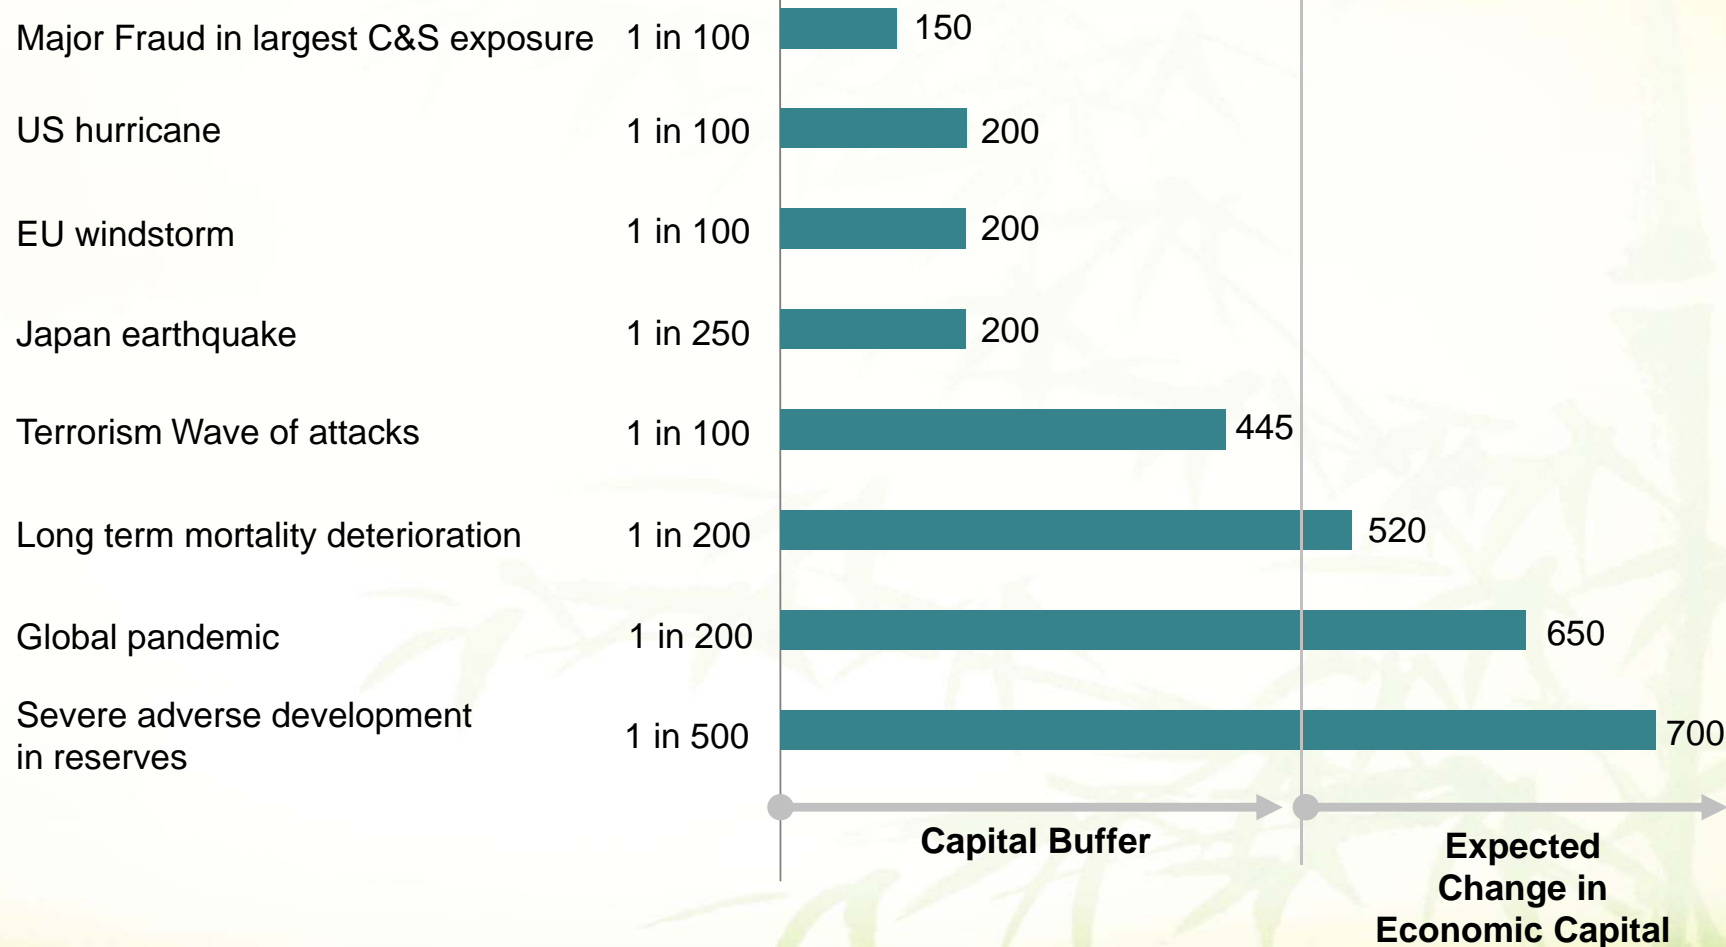 Major Fraud in largest C&S exposure 1 in 100 150
US hurricane 1 in 100 200
EU windstorm 1 in 100 200
Japan earthquake 1 in 250 200
Terrorism Wave of attacks 1 in 100 445
Long term mortality deterioration 1 in 200 520
Global pandemic 1 in 200 650
Severe adverse development
in reserves 1 in 500 700
Capital Buffer
Expected
Change in
Economic Capital